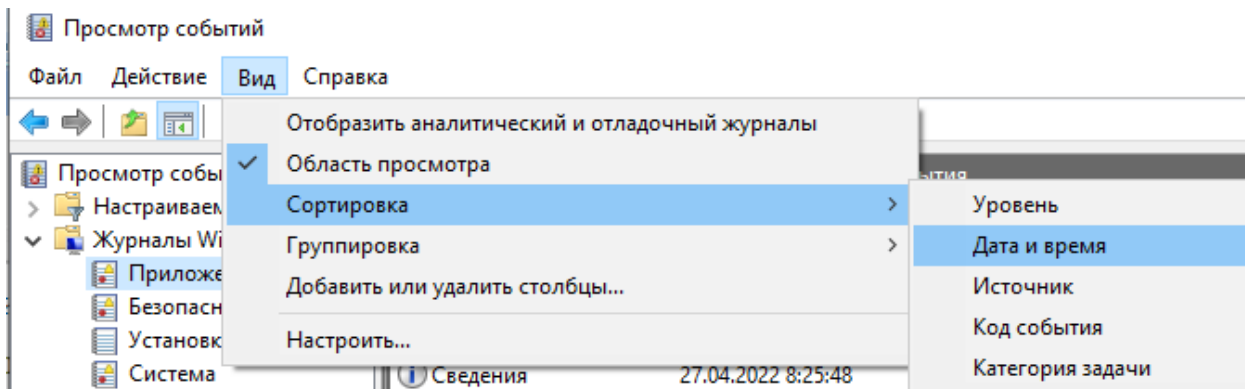 Просмотр событий
Файл Действие Вид Справка
Отобразить аналитический и отладочный журналы
Просмотр собы Область просмотра
Настраиваем Сортировка Уровень
Журналы Wi Группировка Дата и время
Приложе Добавить или удалить столбцы... Источник
Безопасн Код события
Установк Настроить...
Система Сведения 27.04.2022 8:25:48 Категория задачи